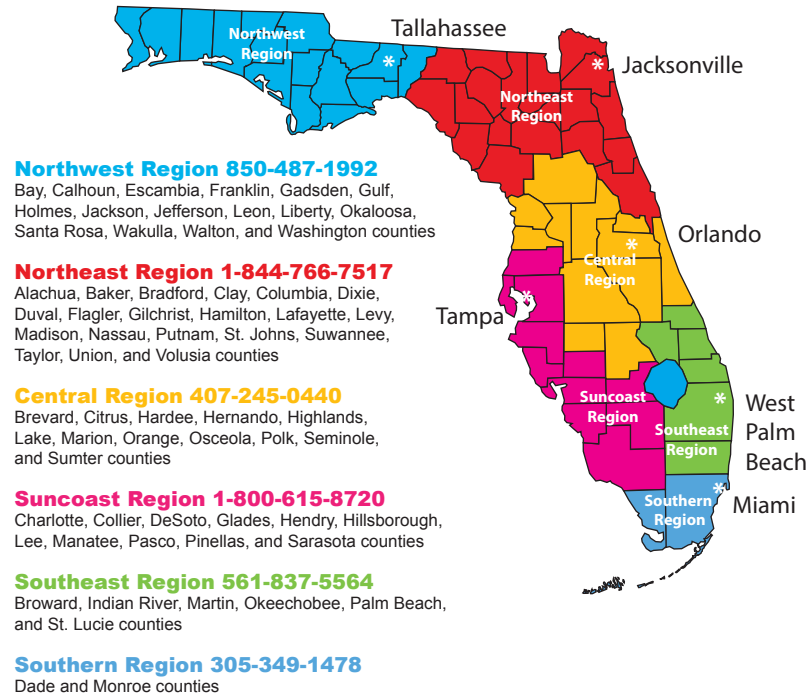 Tallahassee
Northwest
Region
*
*
Jacksonville
Northeast
Region
Northwest Region 850-487-1992
Bay, Calhoun, Escambia, Franklin, Gadsden, Gulf,
Holmes, Jackson, Jefferson, Leon, Liberty, Okaloosa,
Santa Rosa, Wakulla, Walton, and Washington counties
Orlando
*
Central
Region
Northeast Region 1-844-766-7517
Alachua, Baker, Bradford, Clay, Columbia, Dixie,
Duval, Flagler, Gilchrist, Hamilton, Lafayette, Levy,
Madison, Nassau, Putnam, St. Johns, Suwannee,
Taylor, Union, and Volusia counties
*
Tampa
Central Region 407-245-0440
Brevard, Citrus, Hardee, Hernando, Highlands,
Lake, Marion, Orange, Osceola, Polk, Seminole,
and Sumter counties
Suncoast
Region
*
Southeast
Region
West
Palm
Beach
Suncoast Region 1-800-615-8720
Charlotte, Collier, DeSoto, Glades, Hendry, Hillsborough,
Lee, Manatee, Pasco, Pinellas, and Sarasota counties
*
Miami
Southern
Region
Southeast Region 561-837-5564
Broward, Indian River, Martin, Okeechobee, Palm Beach,
and St. Lucie counties
Southern Region 305-349-1478
Dade and Monroe counties